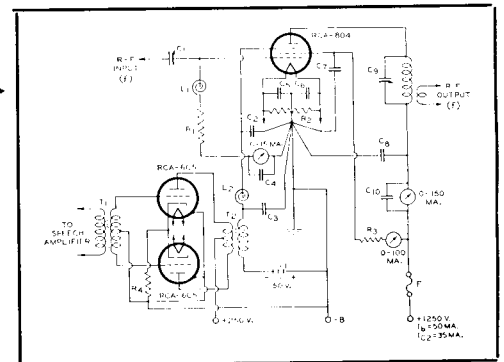 RCA-804
R-F
INPUT
(f)
C1
L1
R1
C2
C5
C6
R2
C7
C9
R-F
OUTPUT
(f)
0-15 MA.
C4
C8
RCA-6C5
L2
C3
C10
0-150
MA.
T1
TO
SPEECH
AMPLIFIER
T2
R3
0-100
MA.
RCA-6C5
R4
50 V.
F
+250 V.
-B
+1250 V.
Ib = 50 MA.
IC2 = 35 MA.